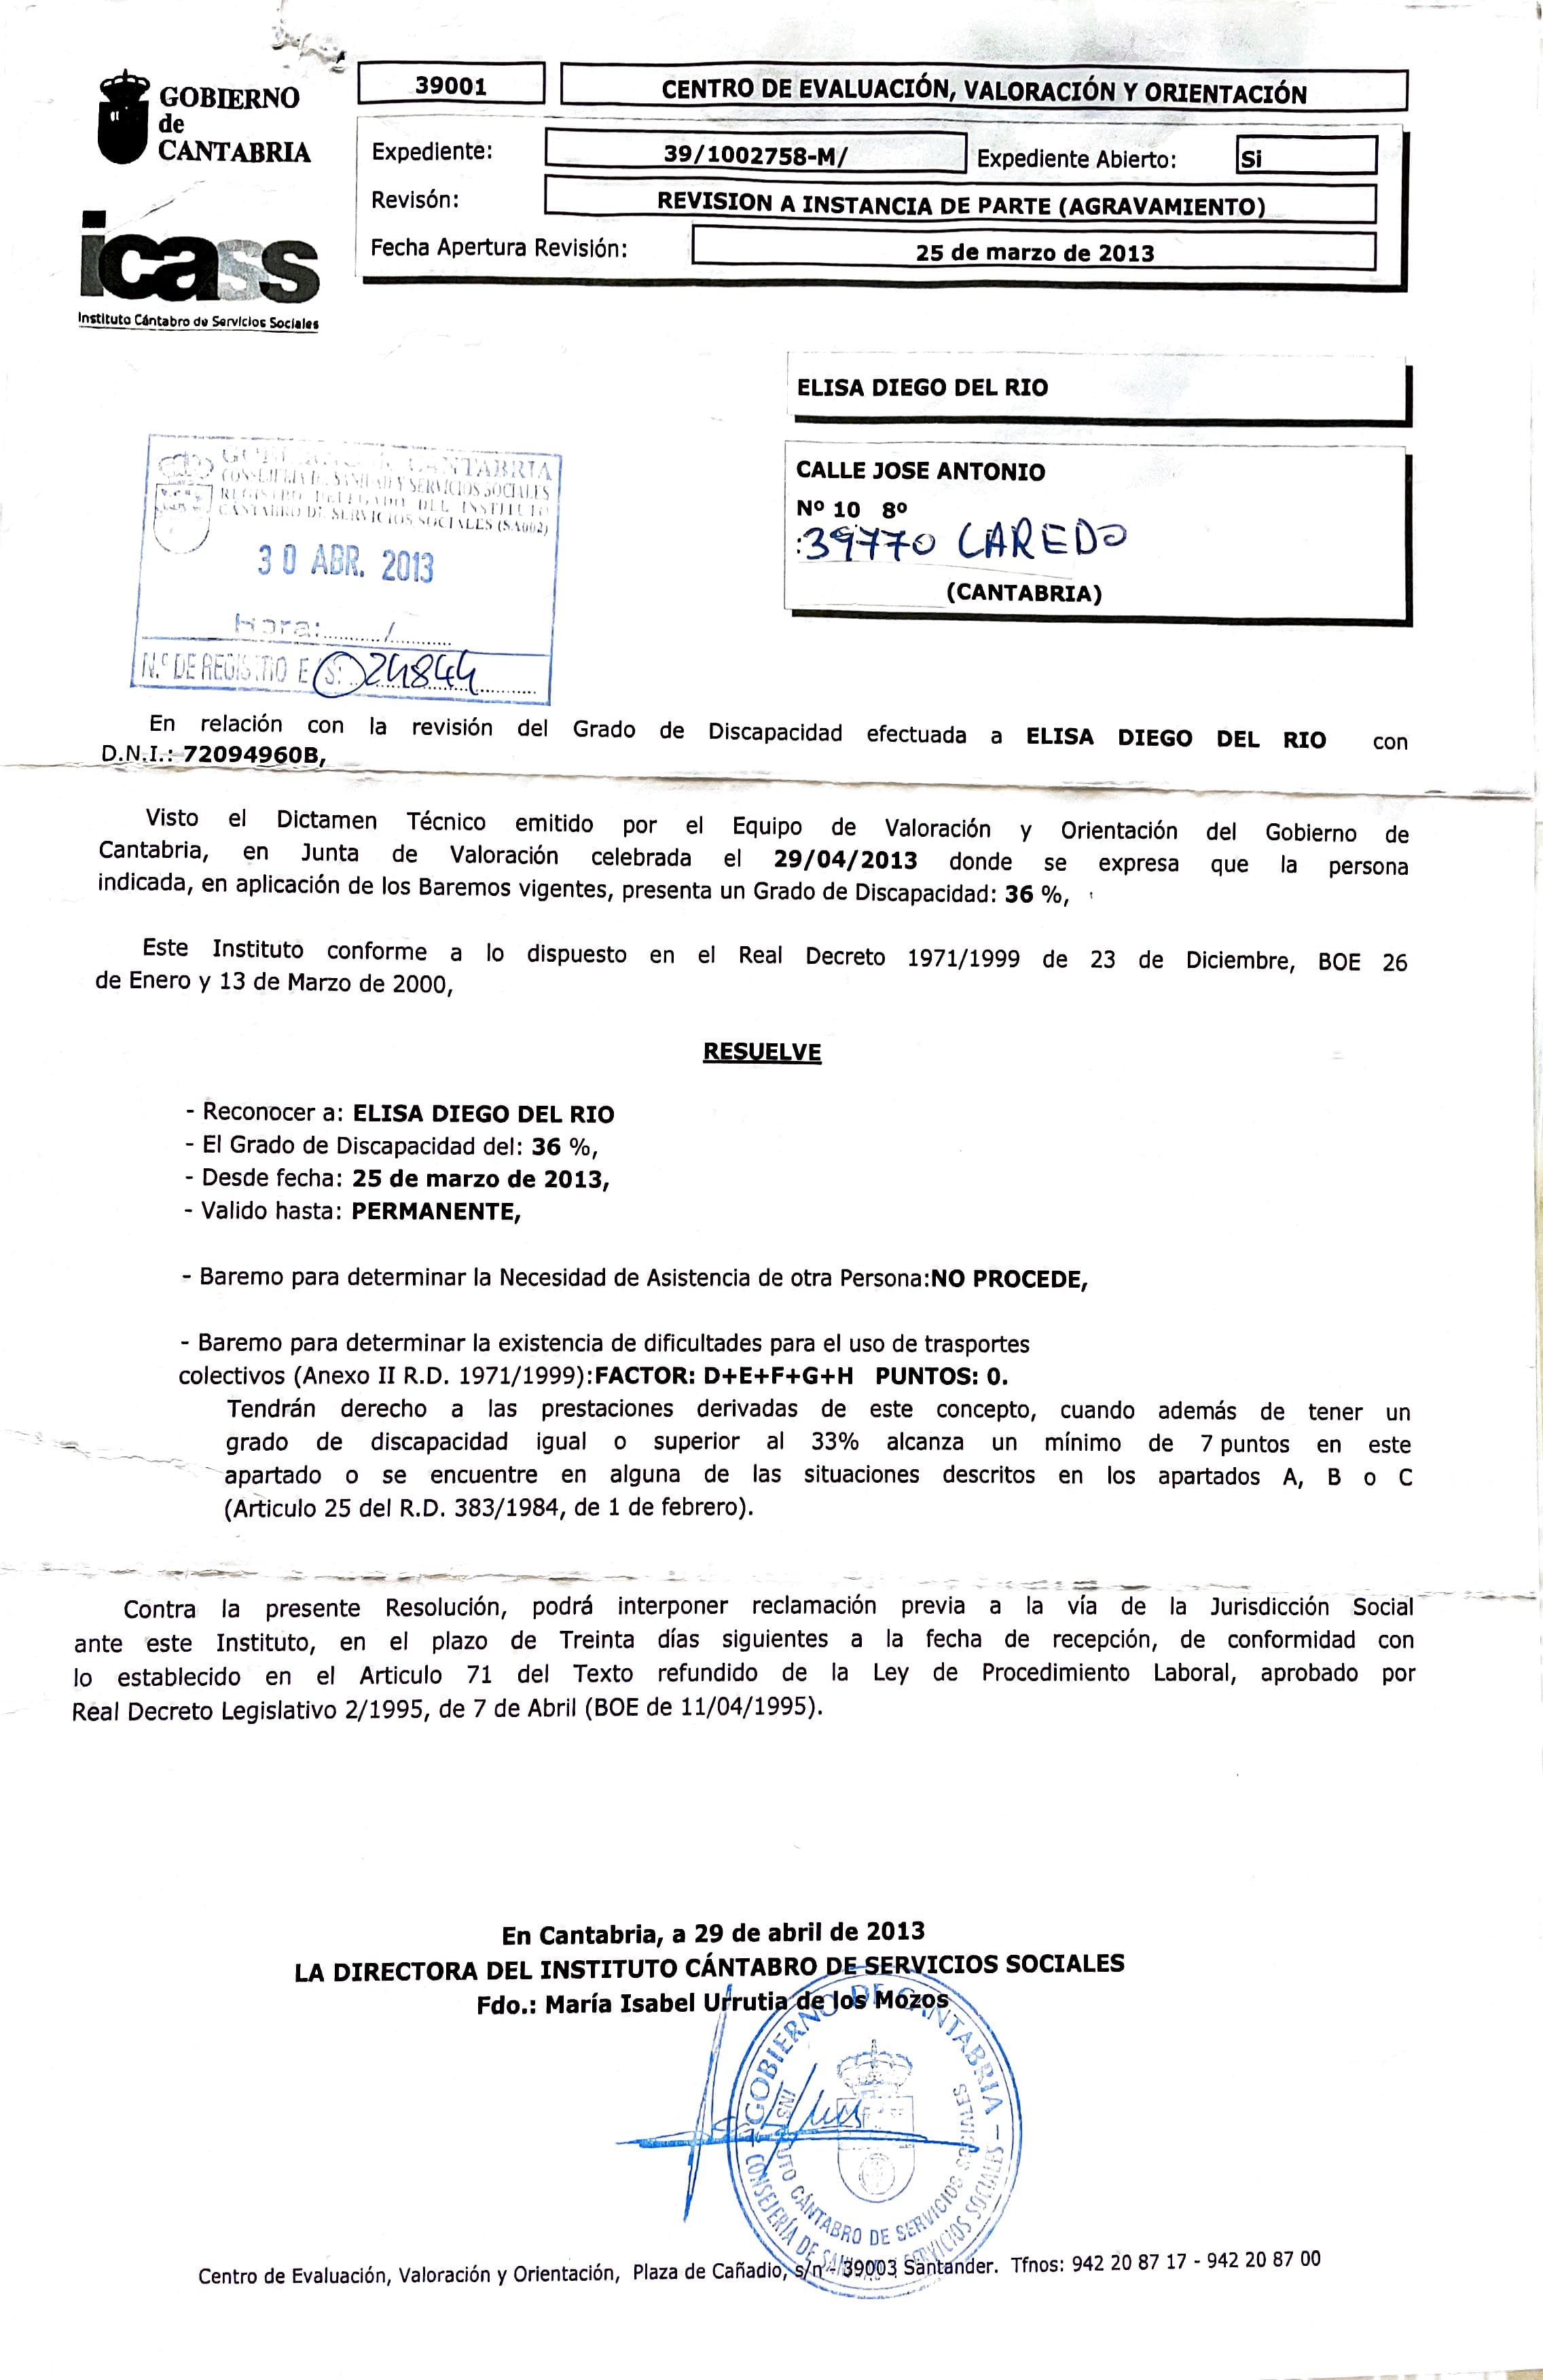 GOBIERNO
de
CANTABRIA
icass
Instituto Cántabro de Servicios Sociales
39001
CENTRO DE EVALUACIÓN, VALORACIÓN Y ORIENTACIÓN
Expediente: 39/1002758-M/ Expediente Abierto: Si
Revisón: REVISION A INSTANCIA DE PARTE (AGRAVAMIENTO)
Fecha Apertura Revisión: 25 de marzo de 2013
ELISA DIEGO DEL RIO
CALLE JOSE ANTONIO
Nº 10 8º
:39770 LAREDO
(CANTABRIA)
CANTABRIA
CONSEJERIA DE SANIDAD Y SERVICIOS SOCIALES
REGISTRO DELEGADO DEL INSTITUTO
CANTABRO DE SERVICIOS SOCIALES (SA002)
30 ABR. 2013
Hora: ........./............
N.º DE REGISTRO E S: 24844
En relación con la revisión del Grado de Discapacidad efectuada a ELISA DIEGO DEL RIO con
D.N.I.: 72094960B,
Visto el Dictamen Técnico emitido por el Equipo de Valoración y Orientación del Gobierno de
Cantabria, en Junta de Valoración celebrada el 29/04/2013 donde se expresa que la persona
indicada, en aplicación de los Baremos vigentes, presenta un Grado de Discapacidad: 36 %,
Este Instituto conforme a lo dispuesto en el Real Decreto 1971/1999 de 23 de Diciembre, BOE 26
de Enero y 13 de Marzo de 2000,
RESUELVE
- Reconocer a: ELISA DIEGO DEL RIO
- El Grado de Discapacidad del: 36 %,
- Desde fecha: 25 de marzo de 2013,
- Valido hasta: PERMANENTE,
- Baremo para determinar la Necesidad de Asistencia de otra Persona:NO PROCEDE,
- Baremo para determinar la existencia de dificultades para el uso de trasportes
colectivos (Anexo II R.D. 1971/1999):FACTOR: D+E+F+G+H PUNTOS: 0.
Tendrán derecho a las prestaciones derivadas de este concepto, cuando además de tener un
grado de discapacidad igual o superior al 33% alcanza un mínimo de 7 puntos en este
apartado o se encuentre en alguna de las situaciones descritos en los apartados A, B o C
(Articulo 25 del R.D. 383/1984, de 1 de febrero).
Contra la presente Resolución, podrá interponer reclamación previa a la vía de la Jurisdicción Social
ante este Instituto, en el plazo de Treinta días siguientes a la fecha de recepción, de conformidad con
lo establecido en el Articulo 71 del Texto refundido de la Ley de Procedimiento Laboral, aprobado por
Real Decreto Legislativo 2/1995, de 7 de Abril (BOE de 11/04/1995).
En Cantabria, a 29 de abril de 2013
LA DIRECTORA DEL INSTITUTO CÁNTABRO DE SERVICIOS SOCIALES
Fdo.: María Isabel Urrutia de los Mozos
GOBIERNO DE CANTABRIA -
CONSEJERÍA DE SANIDAD Y SERVICIOS SOCIALES
INSTITUTO CÁNTABRO DE SERVICIOS SOCIALES
Centro de Evaluación, Valoración y Orientación, Plaza de Cañadio, s/n - 39003 Santander. Tfnos: 942 20 87 17 - 942 20 87 00